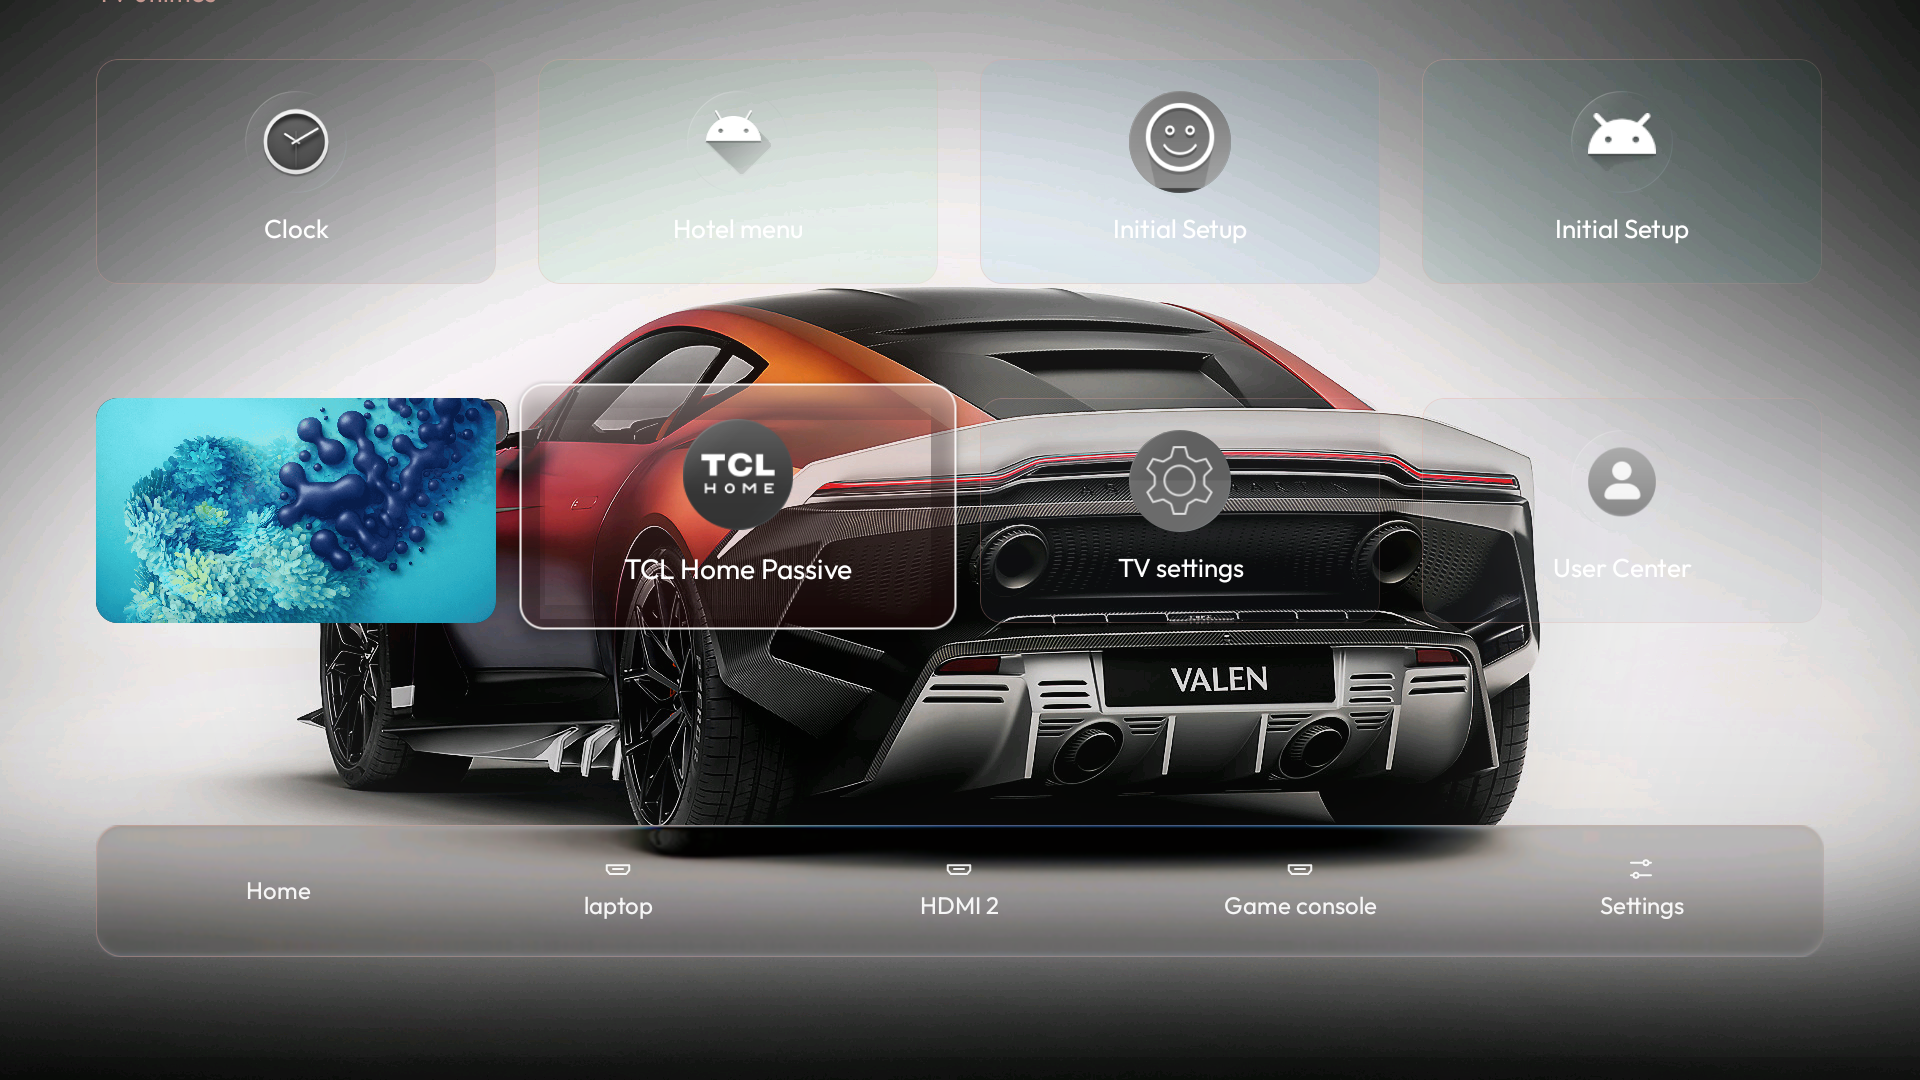 Clock
Hotel menu
Initial Setup
Initial Setup
TCL
HOME
TCL Home Passive
TV settings
User Center
VALEN
Home
laptop
HDMI 2
Game console
Settings